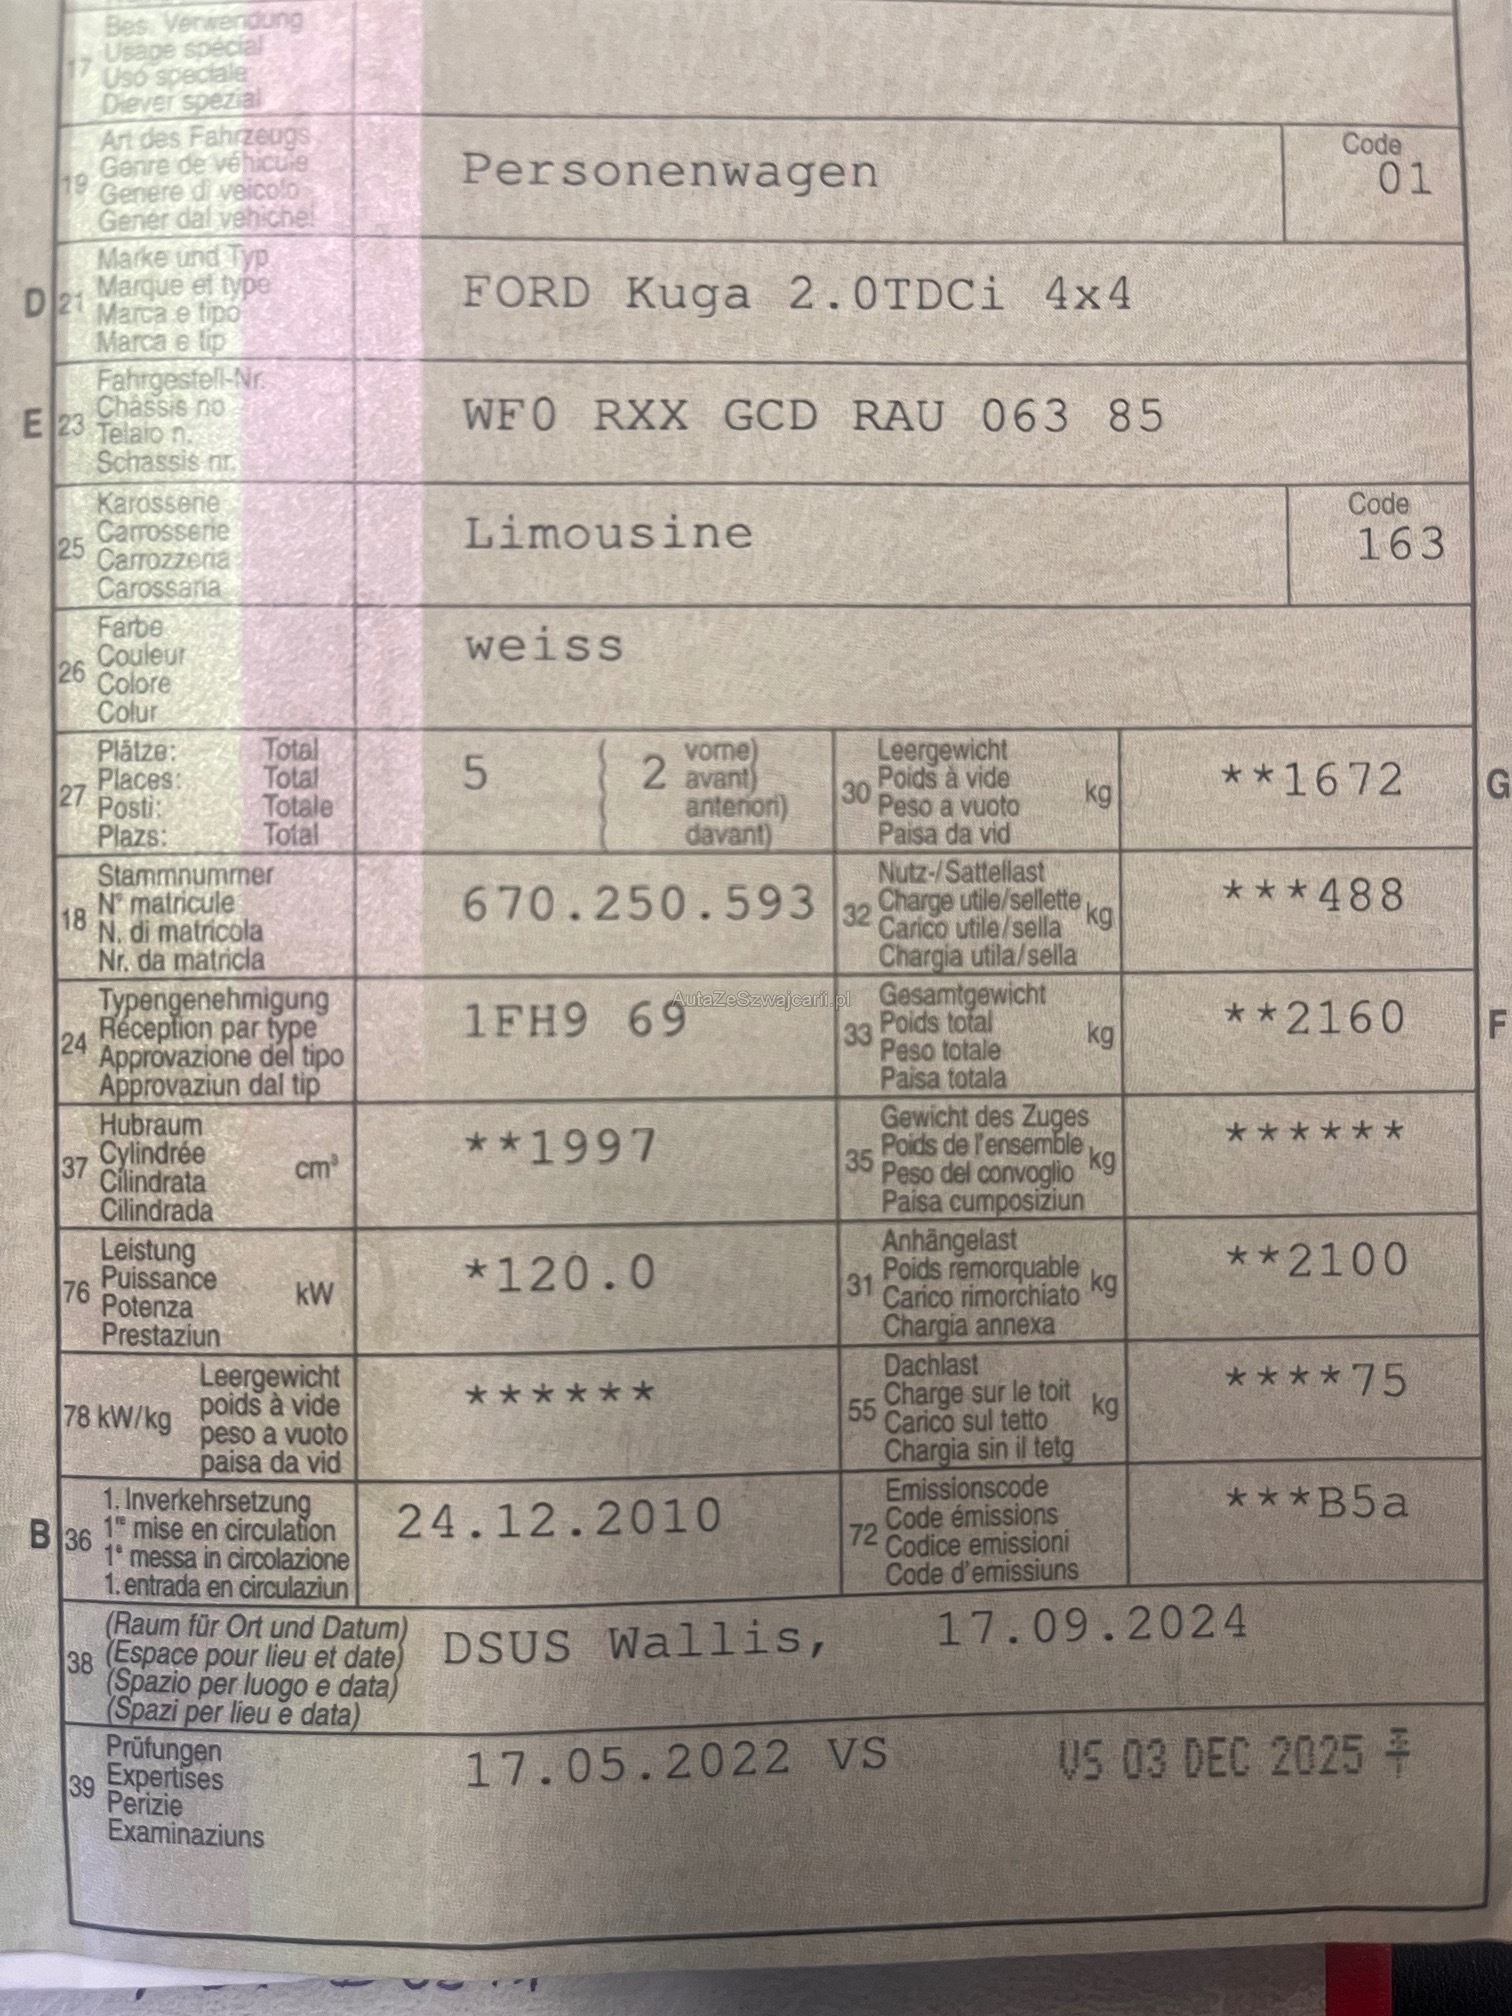 Bes. Verwendung
17 Usage spécial
Uso speciale
Diever spezial
Art des Fahrzeugs
19 Genre de véhicule
Genere di veicolo
Gener dal vehichel
Personenwagen
Code
01
D 21 Marke und Typ
Marque et type
Marca e tipo
Marca e tip
FORD Kuga 2.0TDCi 4x4
E 23 Fahrgestell-Nr.
Châssis no
Telaio n.
Schassis nr.
WF0 RXX GCD RAU 063 85
25 Karosserie
Carrosserie
Carrozzeria
Carossaria
Limousine
Code
163
26 Farbe
Couleur
Colore
Colur
weiss
27 Plätze: Total
Places: Total
Posti: Totale
Plazs: Total
5 ( 2 vorne)
avant)
anteriori)
davant)
30 Leergewicht
Poids à vide kg
Peso a vuoto
Paisa da vid
**1672 G
18 Stammnummer
N° matricule
N. di matricola
Nr. da matricla
670.250.593
32 Nutz-/Sattellast
Charge utile/sellette kg
Carico utile/sella
Chargia utila/sella
***488
24 Typengenehmigung
Réception par type
Approvazione del tipo
Approvaziun dal tip
1FH9 69
AutaZeSzwajcarii.pl
33 Gesamtgewicht
Poids total kg
Peso totale
Paisa totala
**2160 F
37 Hubraum
Cylindrée cm³
Cilindrata
Cilindrada
**1997
35 Gewicht des Zuges
Poids de l'ensemble kg
Peso del convoglio
Paisa cumposiziun
******
76 Leistung
Puissance kW
Potenza
Prestaziun
*120.0
31 Anhängelast
Poids remorquable kg
Carico rimorchiato
Chargia annexa
**2100
78 kW/kg Leergewicht
poids à vide
peso a vuoto
paisa da vid
******
55 Dachlast
Charge sur le toit kg
Carico sul tetto
Chargia sin il tetg
****75
B 36 1. Inverkehrsetzung
1re mise en circulation
1a messa in circolazione
1. entrada en circulaziun
24.12.2010
72 Emissionscode
Code émissions
Codice emissioni
Code d'emissiuns
***B5a
38 (Raum für Ort und Datum)
(Espace pour lieu et date)
(Spazio per luogo e data)
(Spazi per lieu e data)
DSUS Wallis, 17.09.2024
39 Prüfungen
Expertises
Perizie
Examinaziuns
17.05.2022 VS
VS 03 DEC 2025